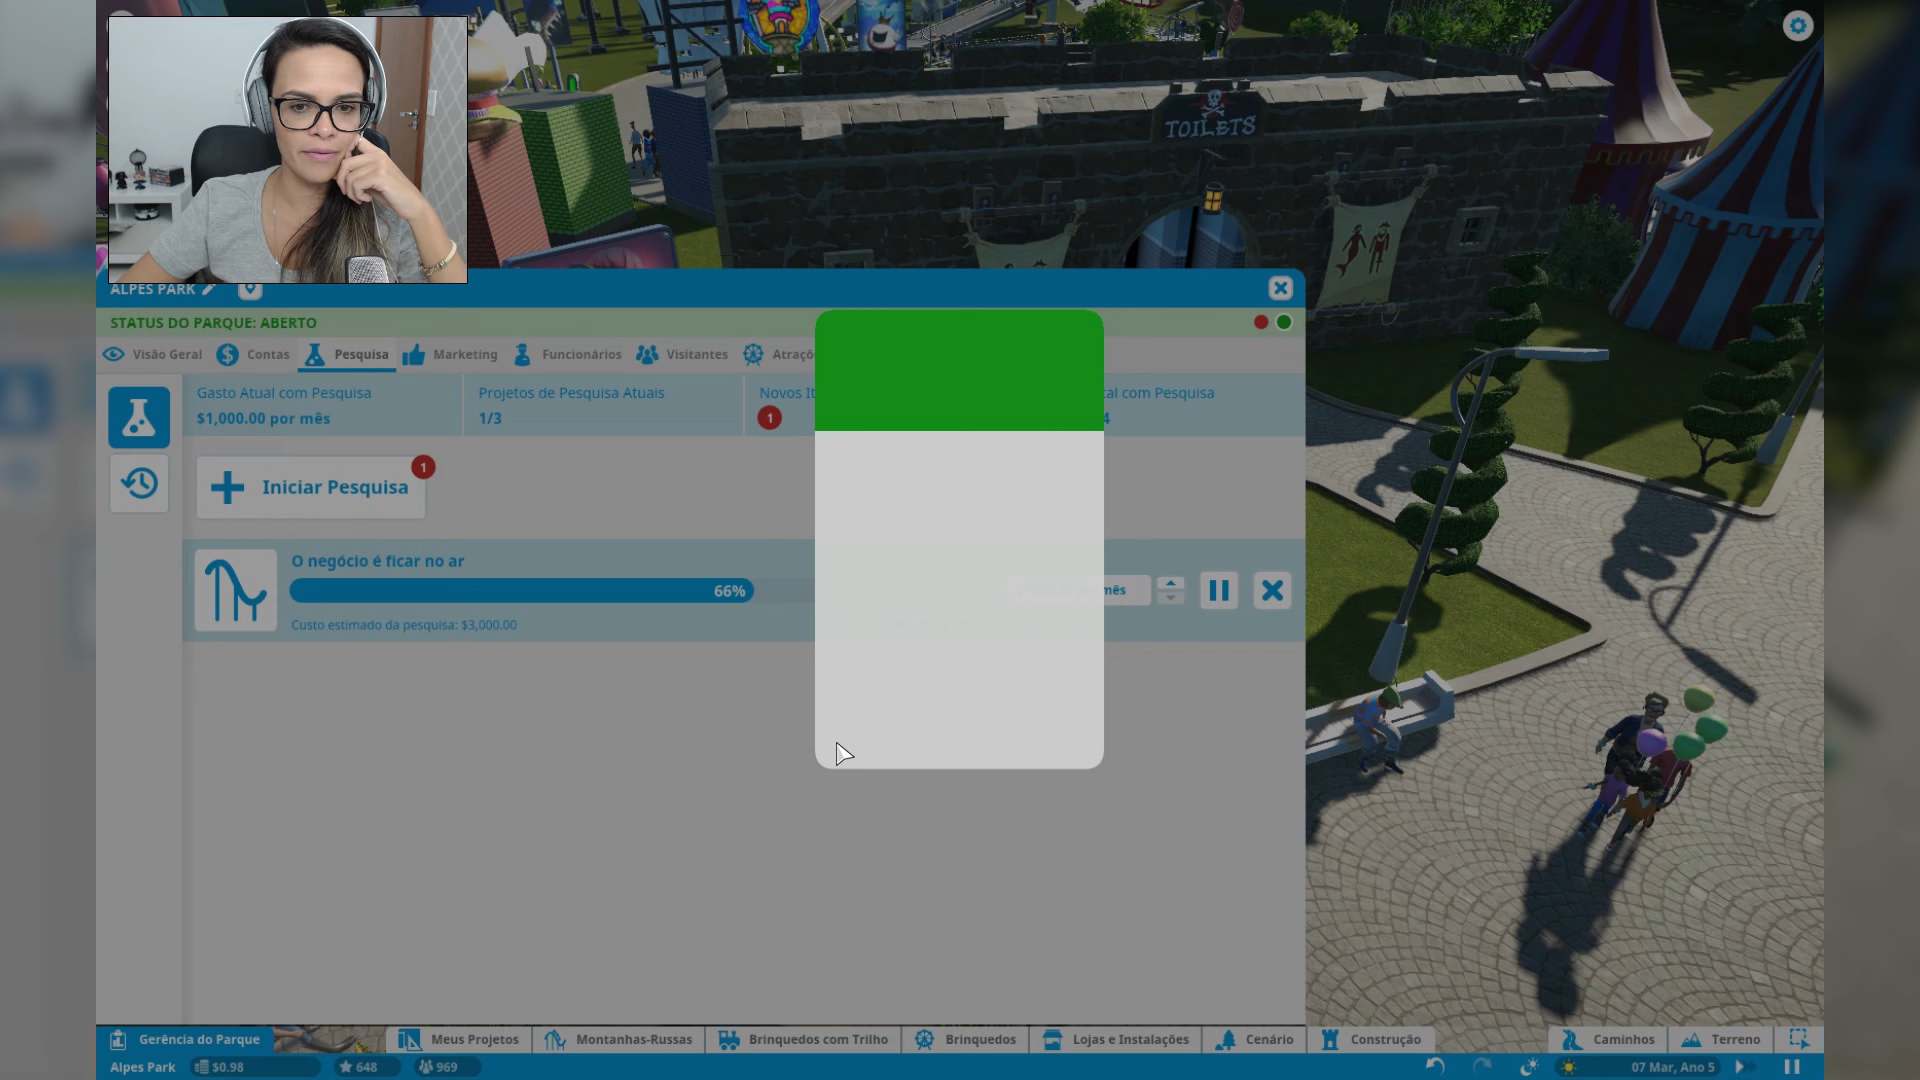 TOILETS
ALPES PARK
STATUS DO PARQUE: ABERTO
Visão Geral
Contas
Pesquisa
Marketing
Funcionários
Visitantes
Atraçõ
Gasto Atual com Pesquisa
$1,000.00 por mês
Projetos de Pesquisa Atuais
1/3
Novos It
1
tal com Pesquisa
4
Iniciar Pesquisa
1
O negócio é ficar no ar
66%
mês
Custo estimado da pesquisa: $3,000.00
Gerência do Parque
Meus Projetos
Montanhas-Russas
Brinquedos com Trilho
Brinquedos
Lojas e Instalações
Cenário
Construção
Caminhos
Terreno
Alpes Park
$0.98
648
969
07 Mar, Ano 5